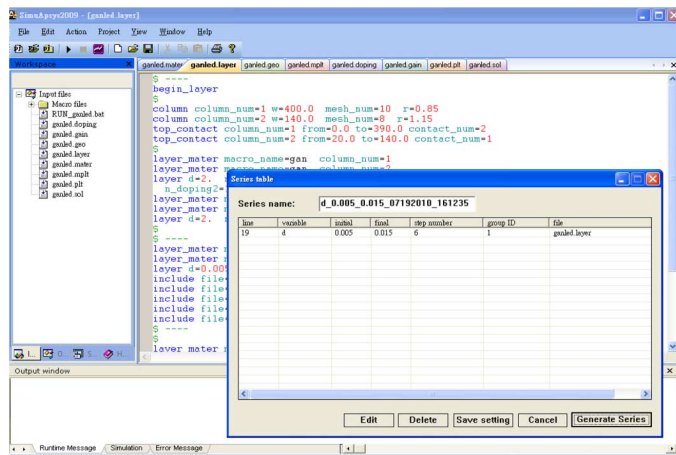 SimuApsys2009 - [ganled.layer]
File Edit Action Project View Window Help
Workspace
ganled.mater ganled.layer ganled.geo ganled.mplt ganled.doping ganled.gain ganled.plt ganled.sol
Input files
Macro files
RUN_ganled.bat
ganled.doping
ganled.gain
ganled.geo
ganled.layer
ganled.mater
ganled.mplt
ganled.plt
ganled.sol
$ ----
begin_layer
$
column column_num=1 w=400.0 mesh_num=10 r=0.85
column column_num=2 w=140.0 mesh_num=8 r=1.15
top_contact column_num=1 from=0.0 to=390.0 contact_num=2
top_contact column_num=2 from=20.0 to=140.0 contact_num=1
$
layer_mater macro_name=gan column_num=1
layer_mater macro_name=gan column_num=2
layer d=2.
n_doping2=
layer_mater
layer_mater
layer d=2.
$
$ ----
layer_mater
layer_mater
layer d=0.005
include file=
include file=
include file=
include file=
include file=
$ ----
$
layer_mater
Series table
Series name: d_0.005_0.015_07192010_161235
line variable initial final step number group ID file
19 d 0.005 0.015 6 1 ganled.layer
Edit Delete Save setting Cancel Generate Series
I... O... S... H...
Output window
Runtime Message Simulation Error Message